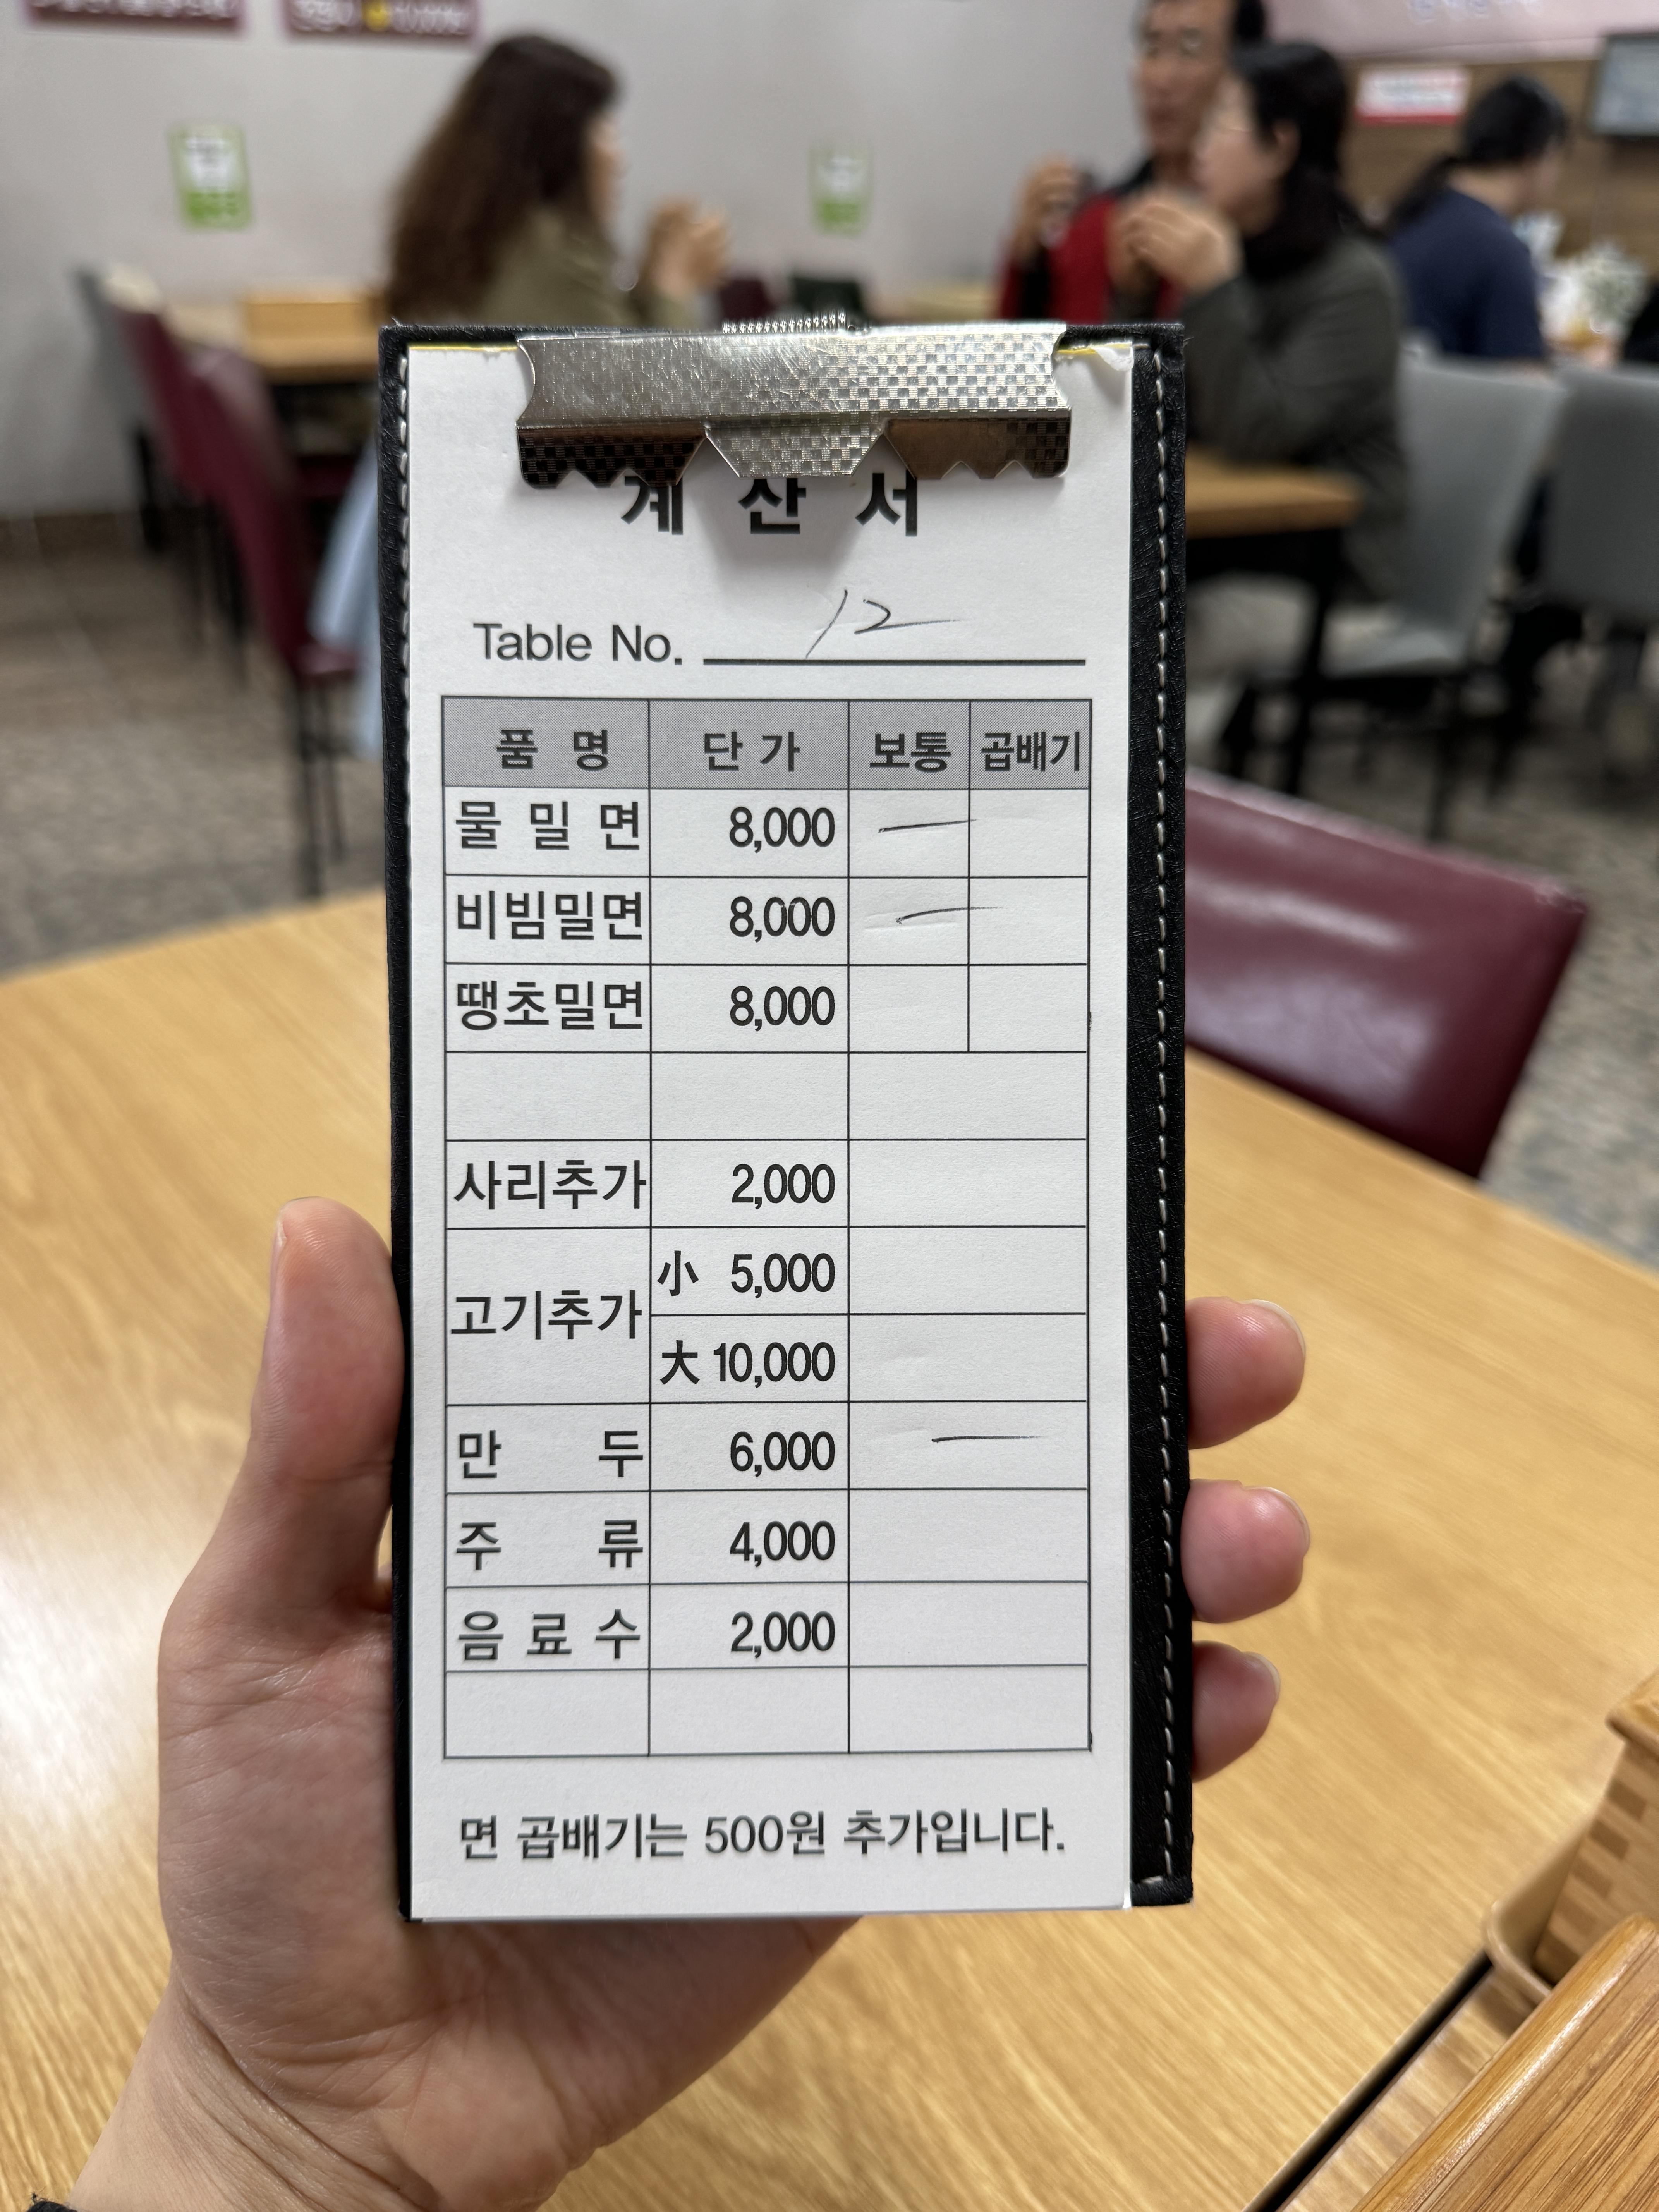 계 산 서
Table No. 12
품 명 단 가 보통 곱배기
물 밀 면 8,000 —
비빔밀면 8,000 —
땡초밀면 8,000
사리추가 2,000
고기추가 小 5,000
大 10,000
만 두 6,000 —
주 류 4,000
음 료 수 2,000
면 곱배기는 500원 추가입니다.